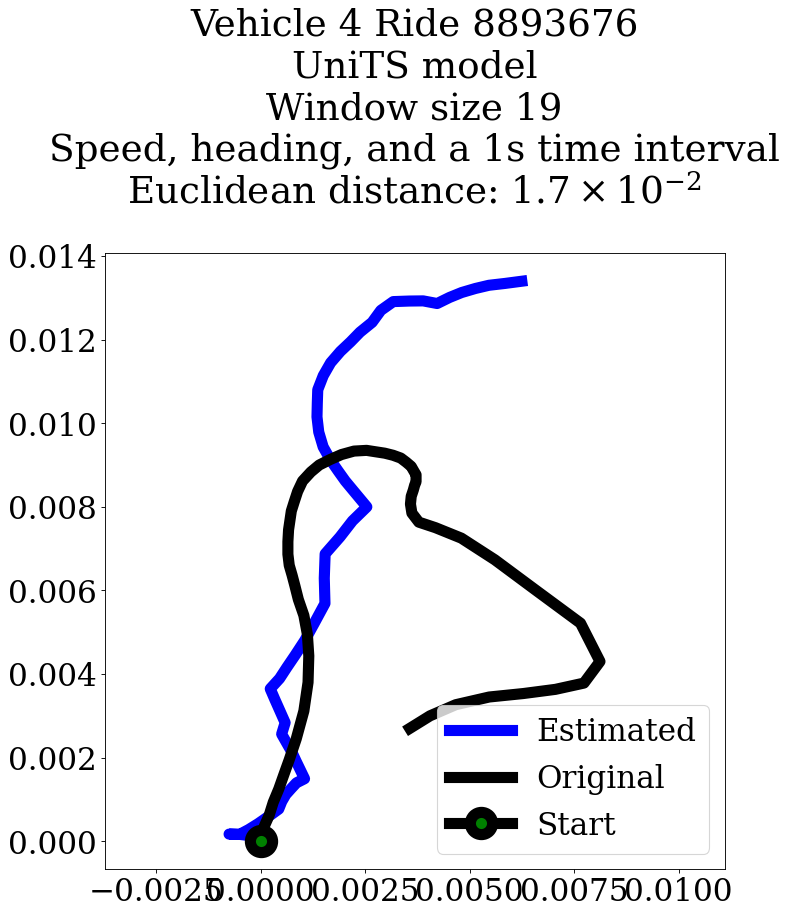 Vehicle 4 Ride 8893676
UniTS model
Window size 19
Speed, heading, and a 1s time interval
Euclidean distance: $1.7 \times 10^{-2}$
0.014
0.012
0.010
0.008
0.006
0.004
0.002
0.000
Estimated
Original
Start
−0.0025 0.0000 0.0025 0.0050 0.0075 0.0100